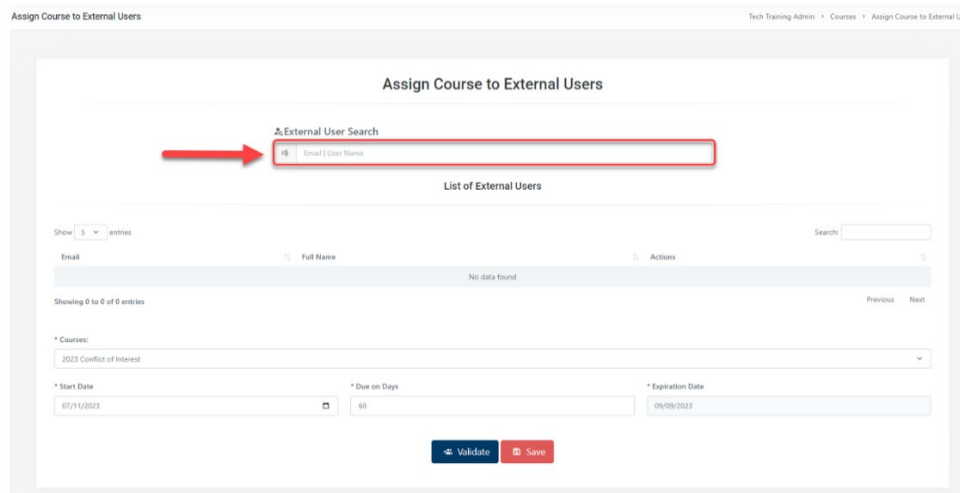 Assign Course to External Users
Tech Training Admin > Courses > Assign Course to External U
Assign Course to External Users
External User Search
Email | User Name
List of External Users
Show 5 entries
Search:
Email Full Name Actions
No data found
Showing 0 to 0 of 0 entries
Previous Next
* Courses:
2023 Conflict of Interest
* Start Date * Due on Days * Expiration Date
07/11/2023 60 09/09/2023
Validate Save